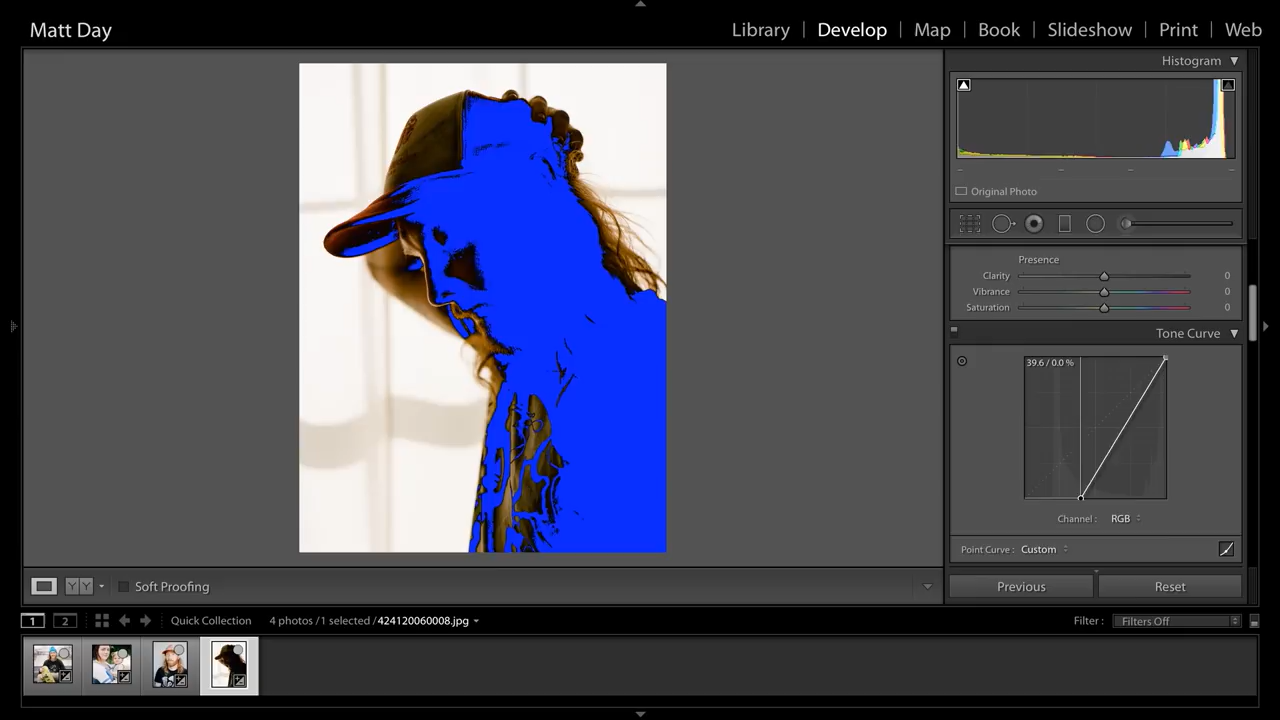 Matt Day
Library | Develop | Map | Book | Slideshow | Print | Web
Histogram
Original Photo
Presence
Clarity 0
Vibrance 0
Saturation 0
Tone Curve
39.6 / 0.0 %
Channel : RGB
Point Curve : Custom
Previous
Reset
Soft Proofing
1 2 Quick Collection 4 photos / 1 selected / 424120060008.jpg Filter : Filters Off